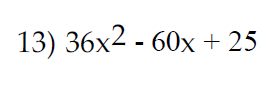 13) 36x2 - 60x + 25